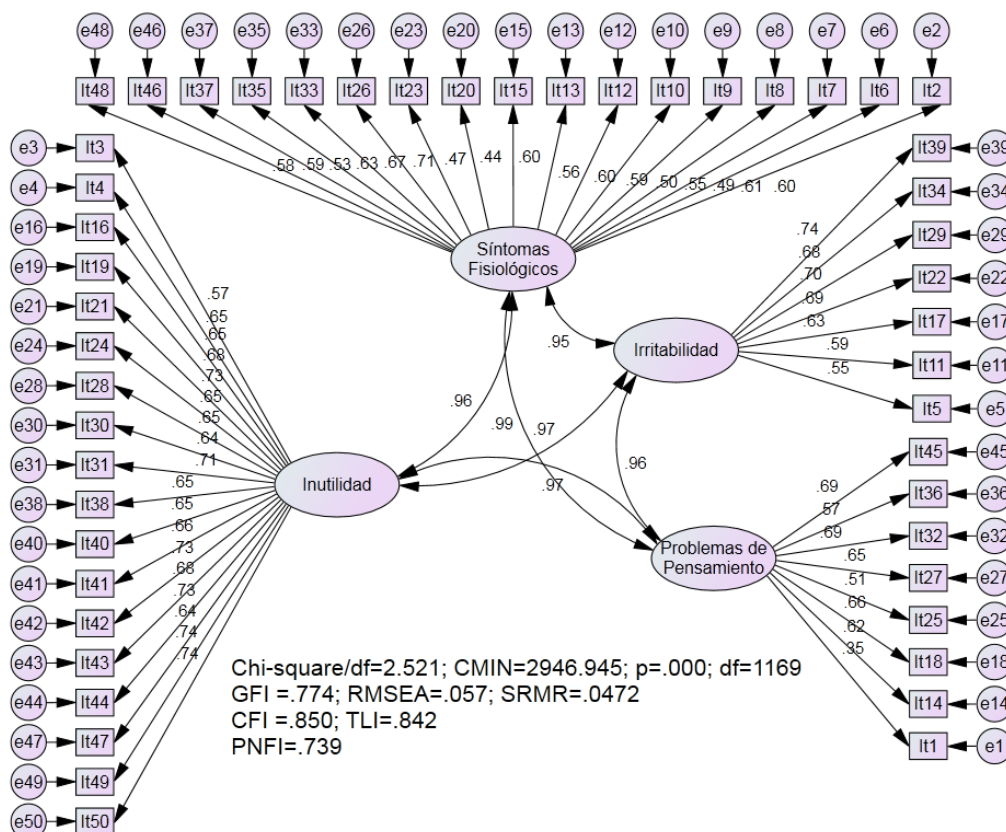 e48 e46 e37 e35 e33 e26 e23 e20 e15 e13 e12 e10 e9 e8 e7 e6 e2
It48 It46 It37 It35 It33 It26 It23 It20 It15 It13 It12 It10 It9 It8 It7 It6 It2
.58 .59 .53 .63 .67 .71 .47 .44 .60 .56 .60 .59 .50 .55 .49 .61 .60
Síntomas
Fisiológicos
e3 It3
e4 It4
e16 It16
e19 It19
e21 It21
e24 It24
e28 It28
e30 It30
e31 It31
e38 It38
e40 It40
e41 It41
e42 It42
e43 It43
e44 It44
e47 It47
e49 It49
e50 It50
.57
.65
.65
.68
.73
.65
.65
.64
.71
.65
.65
.66
.73
.68
.73
.64
.74
.74
Inutilidad
It39 e39
It34 e34
It29 e29
It22 e22
It17 e17
It11 e11
It5 e5
.74
.68
.70
.69
.63
.59
.55
Irritabilidad
.95
.96
.99
.97
.96
.97
It45 e45
It36 e36
It32 e32
It27 e27
It25 e25
It18 e18
It14 e14
It1 e1
.69
.57
.69
.65
.51
.66
.62
.35
Problemas de
Pensamiento
Chi-square/df=2.521; CMIN=2946.945; p=.000; df=1169
GFI =.774; RMSEA=.057; SRMR=.0472
CFI =.850; TLI=.842
PNFI=.739